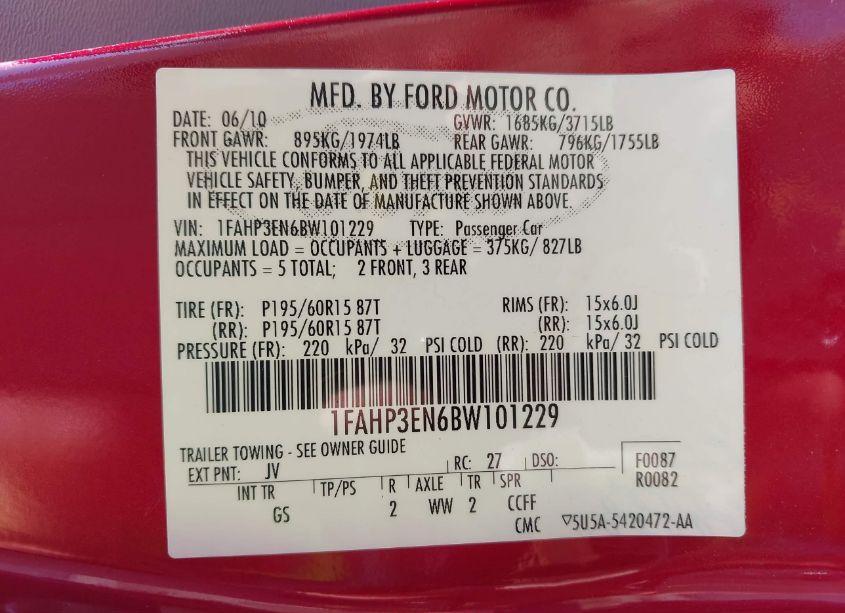 MFD. BY FORD MOTOR CO.
DATE: 06/10 GVWR: 1685KG/3715LB
FRONT GAWR: 895KG/1974LB REAR GAWR: 796KG/1755LB
THIS VEHICLE CONFORMS TO ALL APPLICABLE FEDERAL MOTOR
VEHICLE SAFETY, BUMPER, AND THEFT PREVENTION STANDARDS
IN EFFECT ON THE DATE OF MANUFACTURE SHOWN ABOVE.
VIN: 1FAHP3EN6BW101229 TYPE: Passenger Car
MAXIMUM LOAD = OCCUPANTS + LUGGAGE = 375KG/ 827LB
OCCUPANTS = 5 TOTAL; 2 FRONT, 3 REAR
TIRE (FR): P195/60R15 87T RIMS (FR): 15x6.0J
(RR): P195/60R15 87T (RR): 15x6.0J
PRESSURE (FR): 220 kPa/ 32 PSI COLD (RR): 220 kPa/ 32 PSI COLD
1FAHP3EN6BW101229
TRAILER TOWING - SEE OWNER GUIDE
EXT PNT: JV RC: 27 DSO: F0087
R0082
INT TR TP/PS R AXLE TR SPR
GS 2 WW 2 CCFF
CMC ▽5U5A-5420472-AA